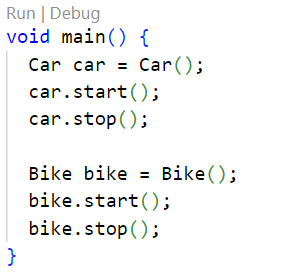 Run | Debug
void main() {
  Car car = Car();
  car.start();
  car.stop();

  Bike bike = Bike();
  bike.start();
  bike.stop();
}